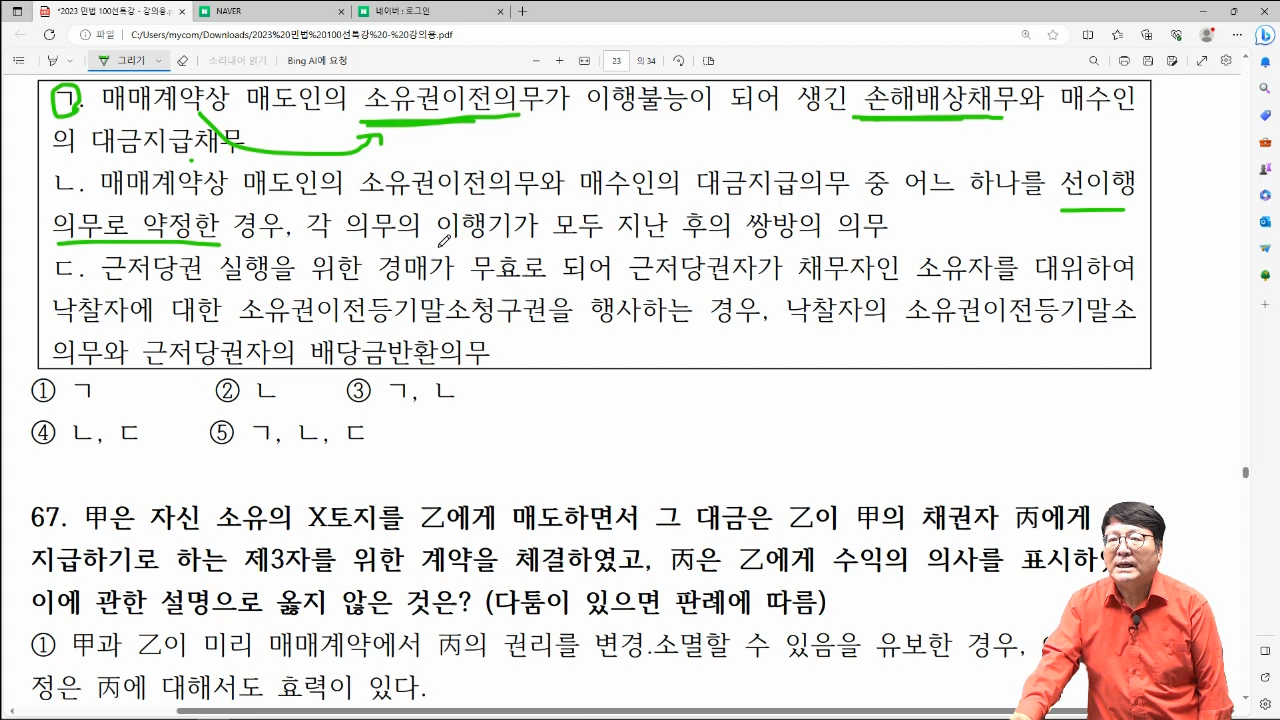 *2023 민법 100선특강 - 강의용.p
NAVER
네이버 : 로그인
파일
C:/Users/mycom/Downloads/2023%20민법%20100선특강%20-%20강의용.pdf
그리기
소리내어 읽기
Bing AI에 요청
23
의 34
ㄱ. 매매계약상 매도인의 소유권이전의무가 이행불능이 되어 생긴 손해배상채무와 매수인
의 대금지급채무
ㄴ. 매매계약상 매도인의 소유권이전의무와 매수인의 대금지급의무 중 어느 하나를 선이행
의무로 약정한 경우, 각 의무의 이행기가 모두 지난 후의 쌍방의 의무
ㄷ. 근저당권 실행을 위한 경매가 무효로 되어 근저당권자가 채무자인 소유자를 대위하여
낙찰자에 대한 소유권이전등기말소청구권을 행사하는 경우, 낙찰자의 소유권이전등기말소
의무와 근저당권자의 배당금반환의무
① ㄱ ② ㄴ ③ ㄱ, ㄴ
④ ㄴ, ㄷ ⑤ ㄱ, ㄴ, ㄷ
67. 甲은 자신 소유의 X토지를 乙에게 매도하면서 그 대금은 乙이 甲의 채권자 丙에게
지급하기로 하는 제3자를 위한 계약을 체결하였고, 丙은 乙에게 수익의 의사를
이에 관한 설명으로 옳지 않은 것은? (다툼이 있으면 판례에 따름)
① 甲과 乙이 미리 매매계약에서 丙의 권리를 변경.소멸할 수 있음을 유보한 경우,
정은 丙에 대해서도 효력이 있다.